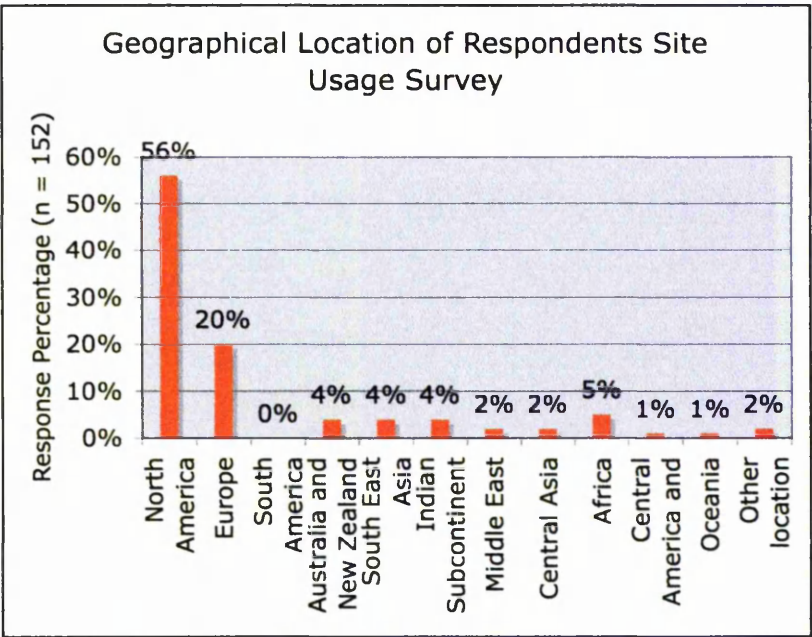 Geographical Location of Respondents Site
Usage Survey
Response Percentage (n = 152)
60%
50%
40%
30%
20%
10%
0%
56%
20%
0%
4%
4%
4%
2%
2%
5%
1%
1%
2%
North
America
Europe
South
America
Australia and
New Zealand
South East
Asia
Indian
Subcontinent
Middle East
Central Asia
Africa
Central
America and
Oceania
Other
location